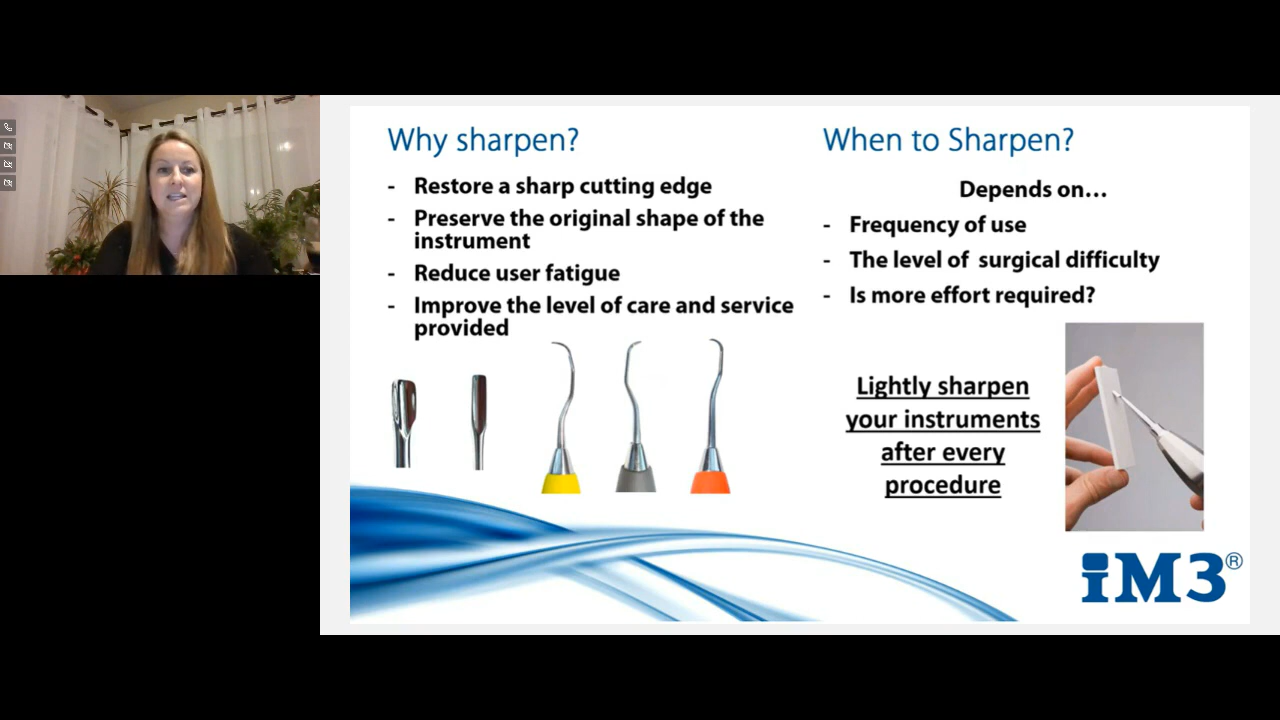 Why sharpen?
- Restore a sharp cutting edge
- Preserve the original shape of the
instrument
- Reduce user fatigue
- Improve the level of care and service
provided
When to Sharpen?
Depends on...
- Frequency of use
- The level of surgical difficulty
- Is more effort required?
Lightly sharpen
your instruments
after every
procedure
iM3®